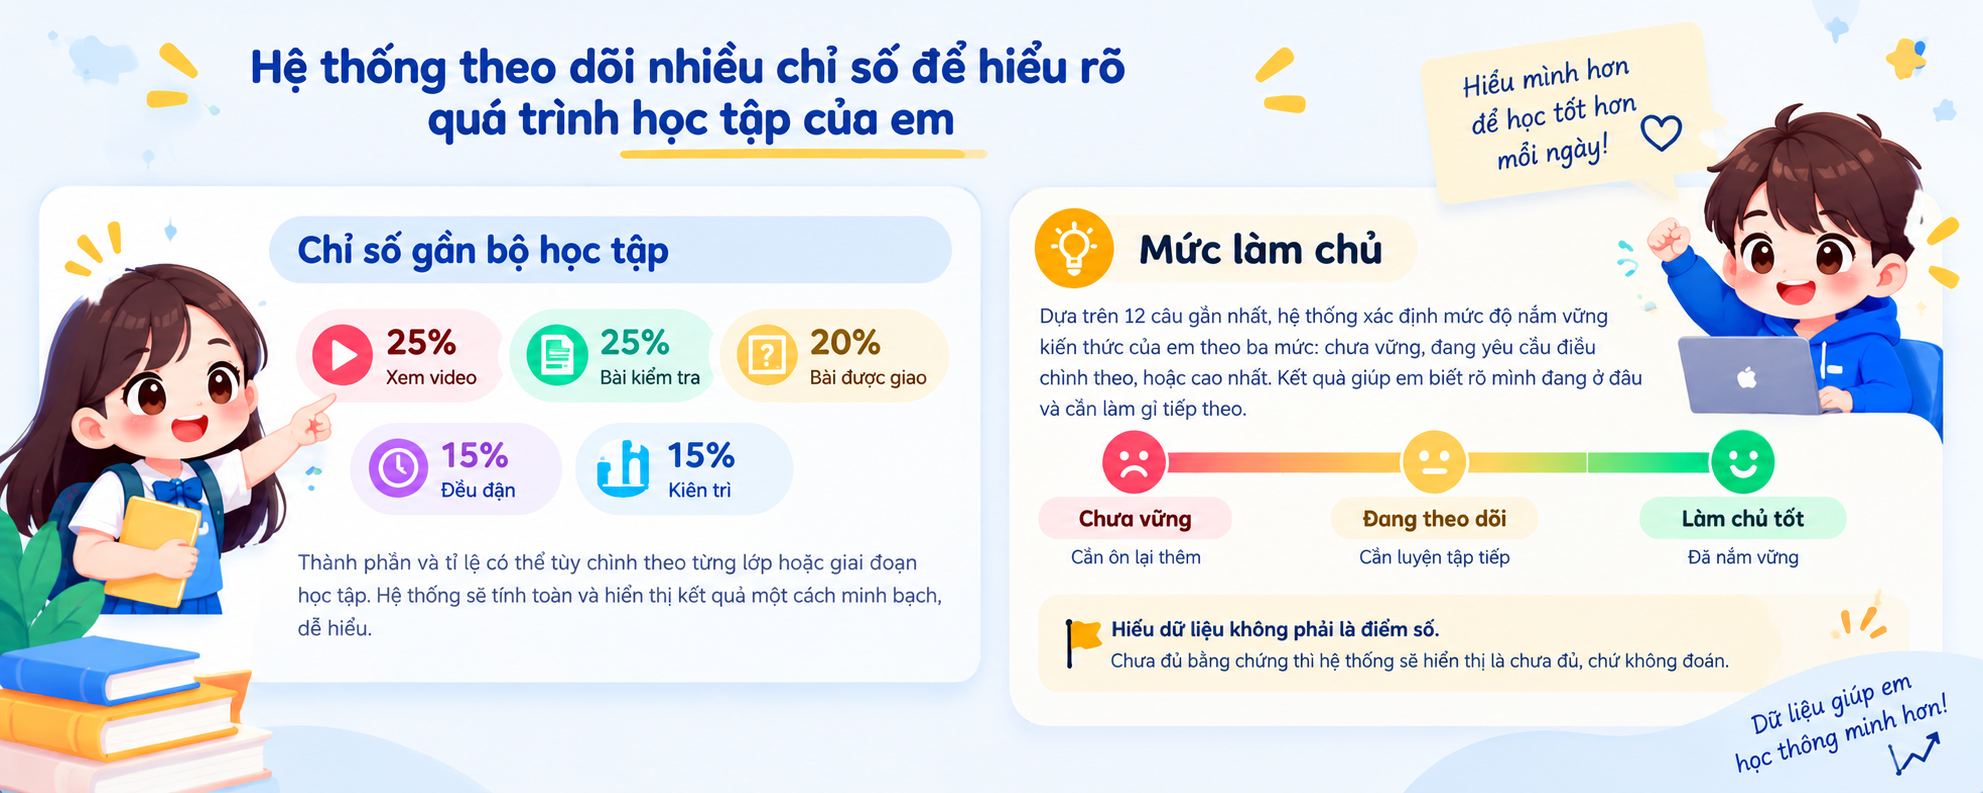 Hệ thống theo dõi nhiều chỉ số để hiểu rõ
quá trình học tập của em
Hiểu mình hơn
để học tốt hơn
mỗi ngày!
Chỉ số gần bộ học tập
25%
Xem video
25%
Bài kiểm tra
20%
Bài được giao
15%
Đều đặn
15%
Kiên trì
Thành phần và tỉ lệ có thể tùy chình theo từng lớp hoặc giai đoạn
học tập. Hệ thống sẽ tính toàn và hiển thị kết quả một cách minh bạch,
dễ hiểu.
Mức làm chủ
Dựa trên 12 câu gần nhất, hệ thống xác định mức độ nắm vững
kiến thức của em theo ba mức: chưa vững, đang yêu cầu điều
chình theo, hoặc cao nhất. Kết quả giúp em biết rõ mình đang ở đâu
và cần làm gì tiếp theo.
Chưa vững
Cần ôn lại thêm
Đang theo dõi
Cần luyện tập tiếp
Làm chủ tốt
Đã nắm vững
Hiếu dữ liệu không phải là điểm số.
Chưa đủ bằng chứng thì hệ thống sẽ hiển thị là chưa đủ, chứ không đoán.
Dữ liệu giúp em
học thông minh hơn!